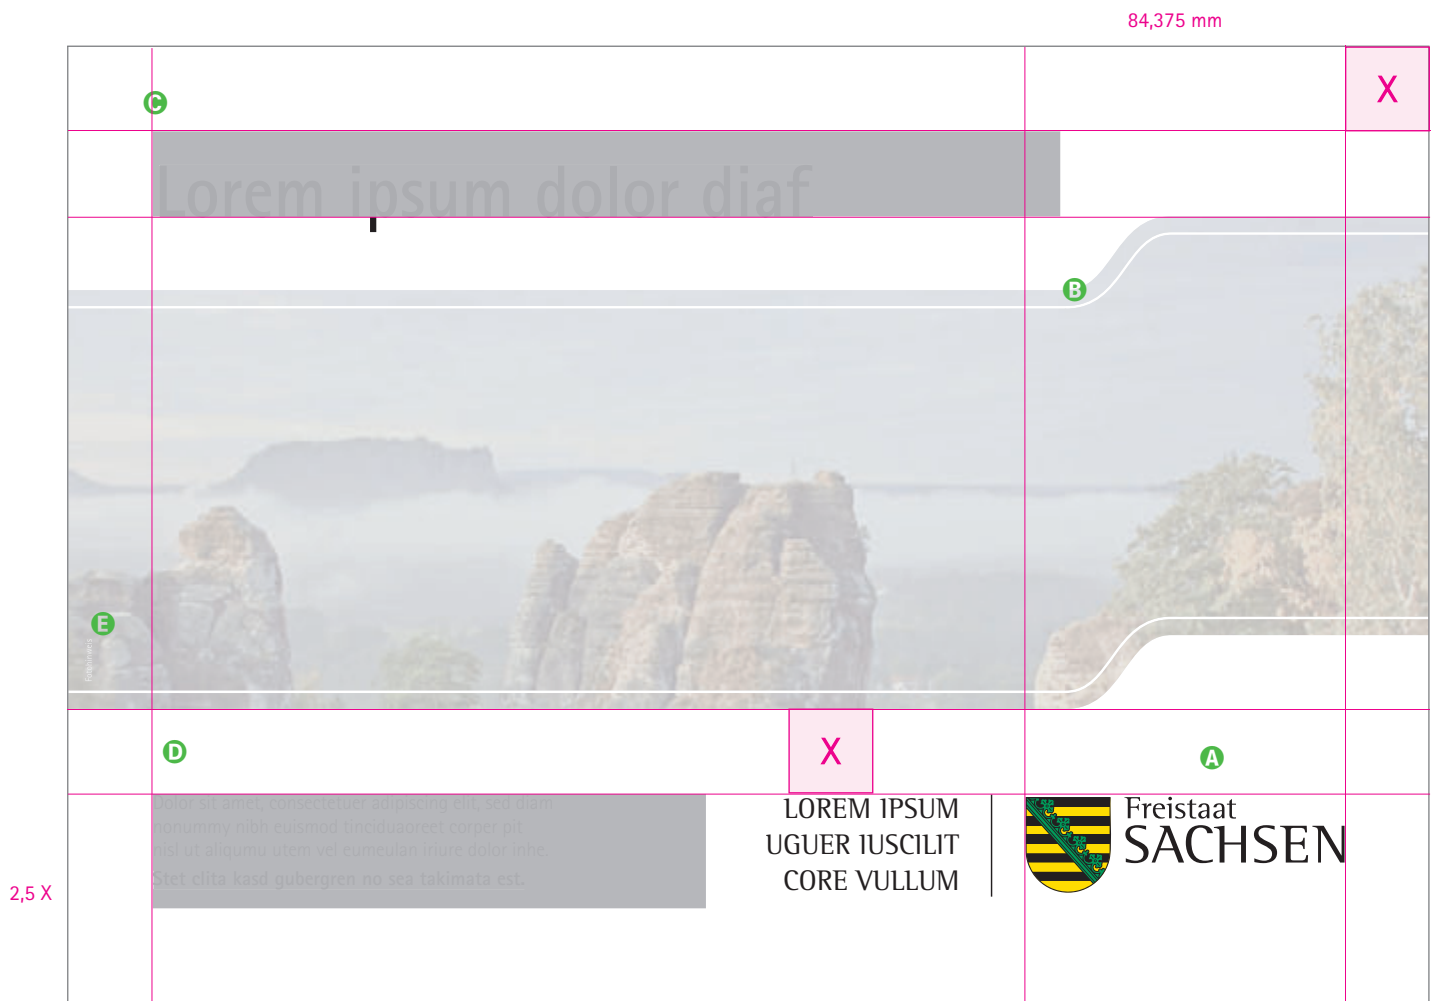 84,375 mm
X
C
Lorem ipsum dolor diaf
B
E
Fotohinweis
D
X
A
Dolor sit amet, consectetuer adipiscing elit, sed diam
nonummy nibh euismod tinciduaoreet corper pit
nisl ut aliqumu utem vel eum iriure dolor inhe.
Stet clita kasd gubergren no sea takimata est.
LOREM IPSUM
UGUER IUSCILIT
CORE VULLUM
Freistaat
SACHSEN
2,5 X